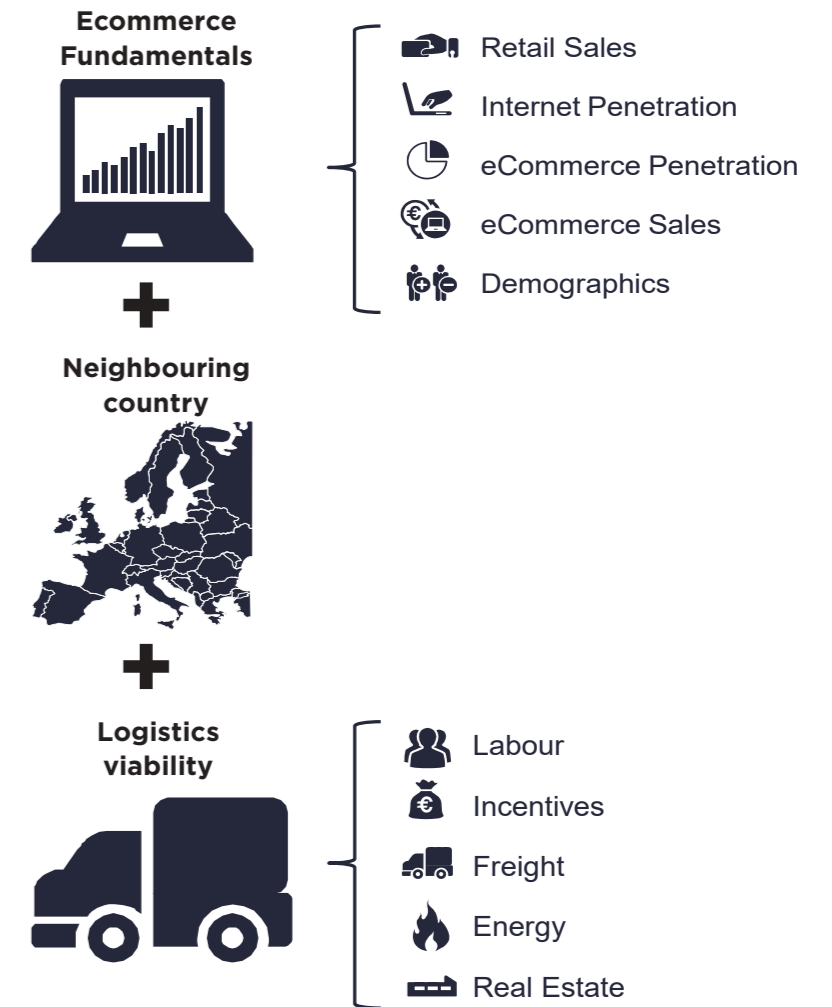 Ecommerce
Fundamentals
Retail Sales
Internet Penetration
eCommerce Penetration
eCommerce Sales
Demographics
Neighbouring
country
Logistics
viability
Labour
Incentives
Freight
Energy
Real Estate